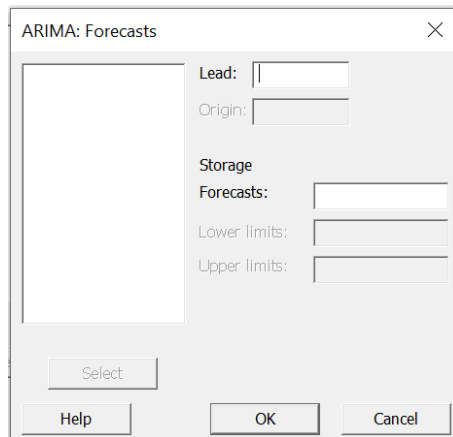 ARIMA: Forecasts
Lead:
Origin:
Storage
Forecasts:
Lower limits:
Upper limits:
Select
Help
OK
Cancel